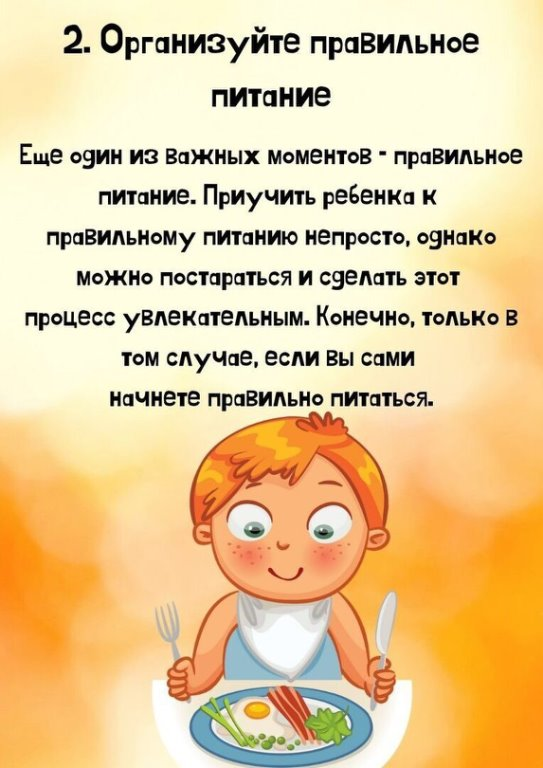 2. Организуйте правильное
питание
Еще один из важных моментов - правильное
питание. Приучить ребенка к
правильному питанию непросто, однако
можно постараться и сделать этот
процесс увлекательным. Конечно, только в
том случае, если Вы сами
начнете правильно питаться.